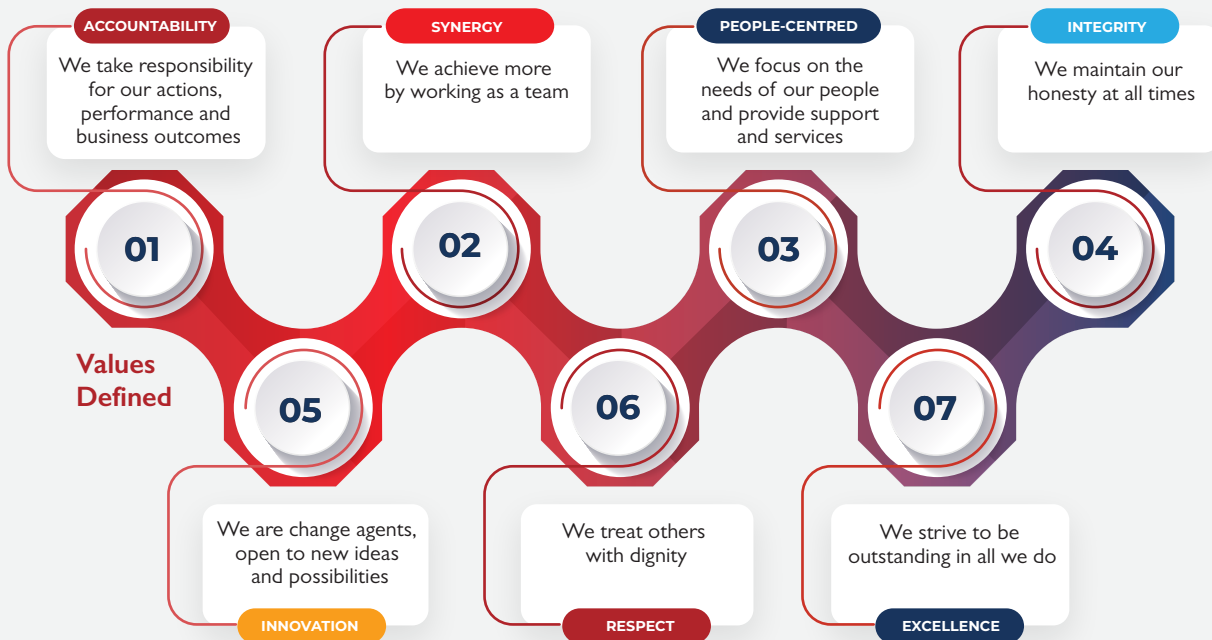 ACCOUNTABILITY
We take responsibility
for our actions,
performance and
business outcomes
SYNERGY
We achieve more
by working as a team
PEOPLE-CENTRED
We focus on the
needs of our people
and provide support
and services
INTEGRITY
We maintain our
honesty at all times
01
02
03
04
Values
Defined
05
06
07
We are change agents,
open to new ideas
and possibilities
INNOVATION
We treat others
with dignity
RESPECT
We strive to be
outstanding in all we do
EXCELLENCE